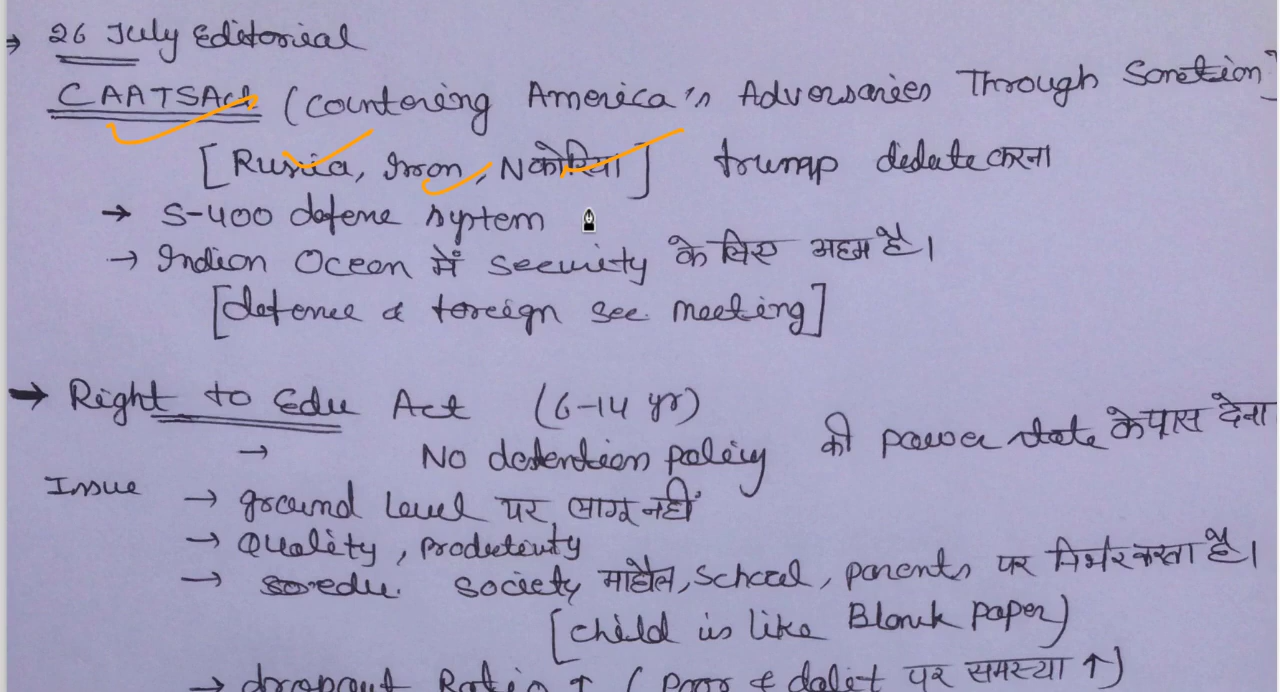 → 26 July Editorial
CAATSAct (Countering America's Adversaries Through Sanction]
[Russia, Iran, N कोरिया] trump dedate करना
→ S-400 defene system
→ Indian Ocean में security के लिए अहम है।
[defence & foreign sec. meeting]
→ Right to Edu Act (6-14 yr)
→ No detention policy की power state के पास देना
Issue → ground Level पर लागू नहीं
→ Quality, Productivity
→ edu. society माहौल, School, parents पर निर्भर करता है।
[child is like Blank paper)
→ dropout Ratio ↑ (poor & dalit पर समस्या ↑)